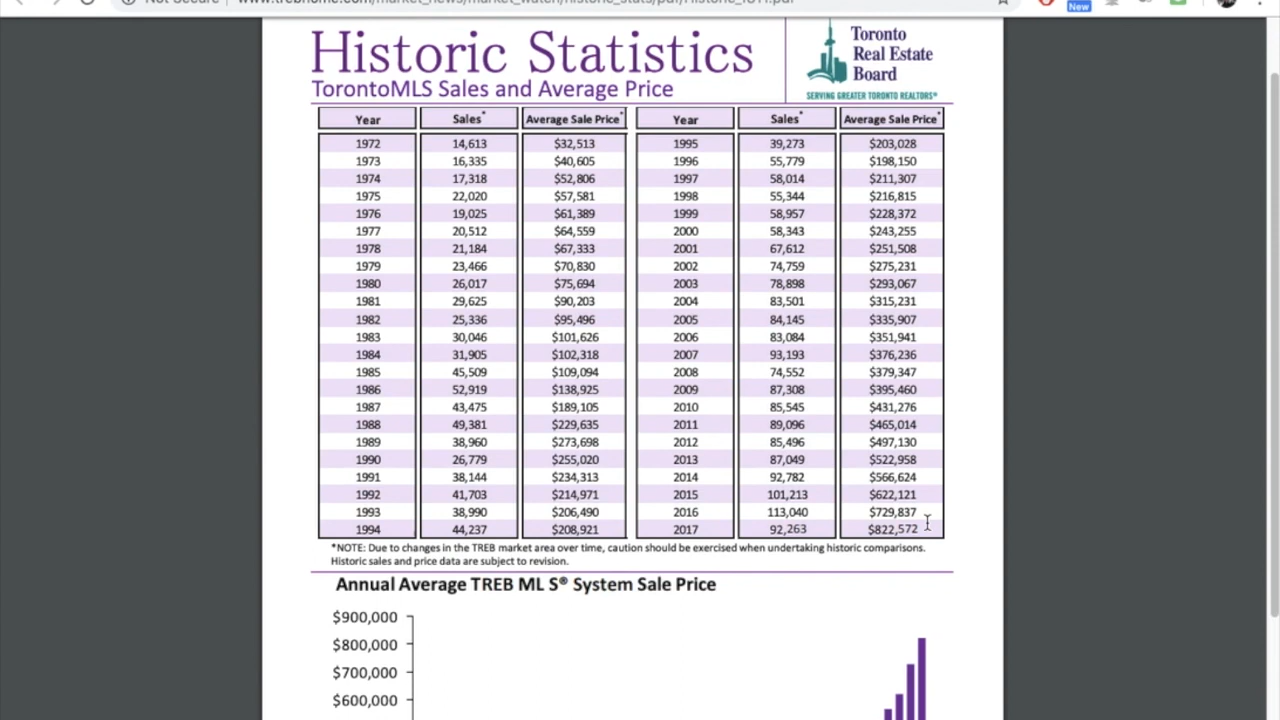 Historic Statistics
TorontoMLS Sales and Average Price
Toronto
Real Estate
Board
SERVING GREATER TORONTO REALTORS®
Year Sales* Average Sale Price* Year Sales* Average Sale Price*
1972 14,613 $32,513 1995 39,273 $203,028
1973 16,335 $40,605 1996 55,779 $198,150
1974 17,318 $52,806 1997 58,014 $211,307
1975 22,020 $57,581 1998 55,344 $216,815
1976 19,025 $61,389 1999 58,957 $228,372
1977 20,512 $64,559 2000 58,343 $243,255
1978 21,184 $67,333 2001 67,612 $251,508
1979 23,466 $70,830 2002 74,759 $275,231
1980 26,017 $75,694 2003 78,898 $293,067
1981 29,625 $90,203 2004 83,501 $315,231
1982 25,336 $95,496 2005 84,145 $335,907
1983 30,046 $101,626 2006 83,084 $351,941
1984 31,905 $102,318 2007 93,193 $376,236
1985 45,509 $109,094 2008 74,552 $379,347
1986 52,919 $138,925 2009 87,308 $395,460
1987 43,475 $189,105 2010 85,545 $431,276
1988 49,381 $229,635 2011 89,096 $465,014
1989 38,960 $273,698 2012 85,496 $497,130
1990 26,779 $255,020 2013 87,049 $522,958
1991 38,144 $234,313 2014 92,782 $566,624
1992 41,703 $214,971 2015 101,213 $622,121
1993 38,990 $206,490 2016 113,040 $729,837
1994 44,237 $208,921 2017 92,263 $822,572
*NOTE: Due to changes in the TREB market area over time, caution should be exercised when undertaking historic comparisons.
Historic sales and price data are subject to revision.
Annual Average TREB ML S® System Sale Price
$900,000
$800,000
$700,000
$600,000
New